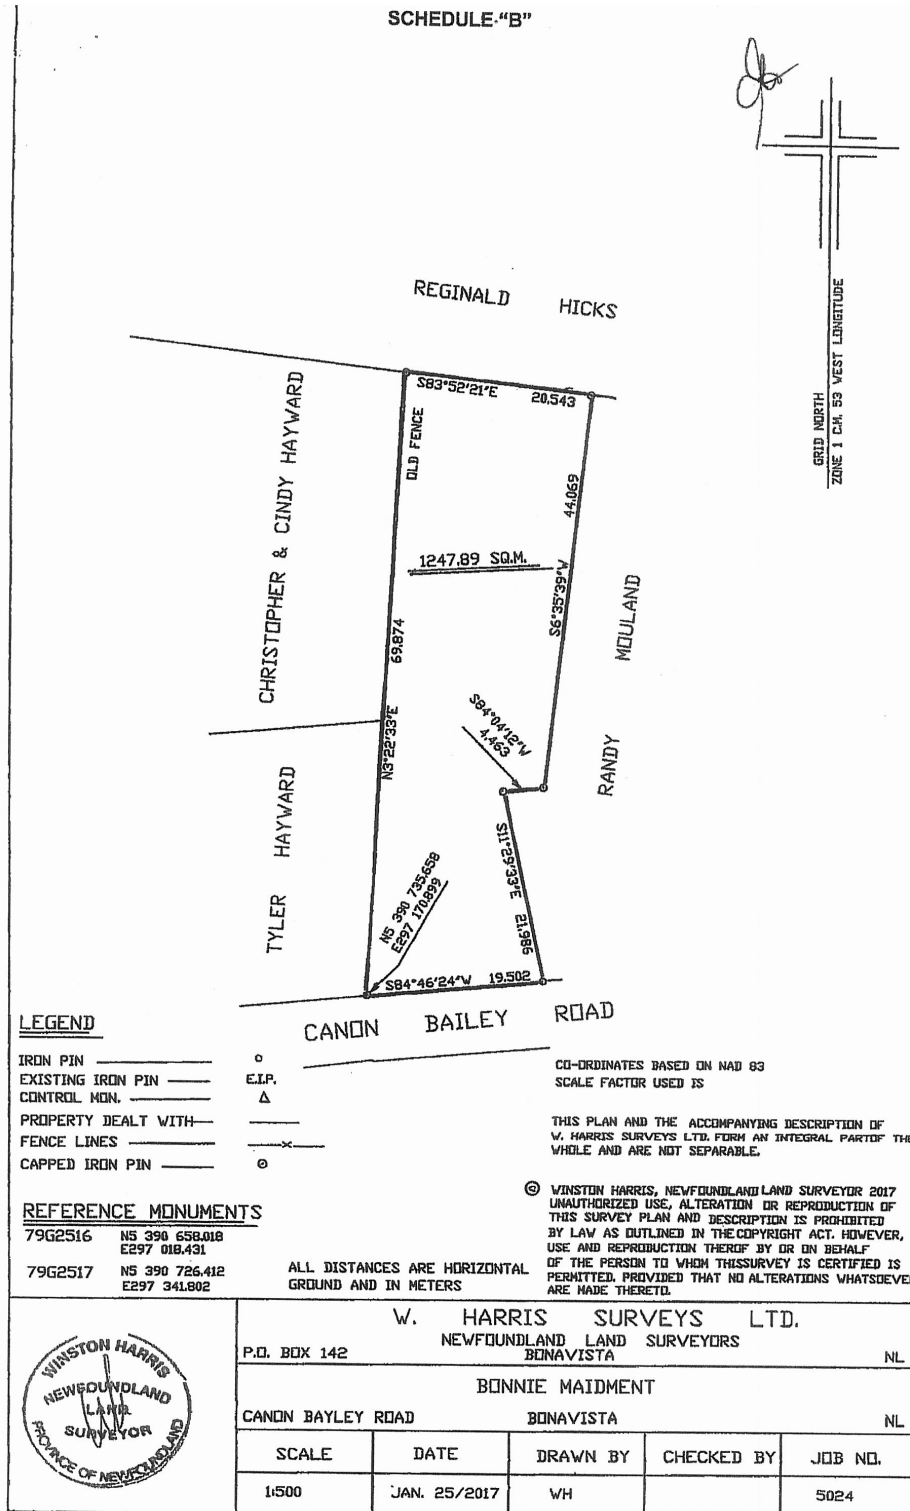 SCHEDULE "B"
GRID NORTH
ZONE 1 C.M. 53 WEST LONGITUDE
REGINALD HICKS
S83°52'21"E 20.543
OLD FENCE
CHRISTOPHER & CINDY HAYWARD
44.069
S6°35'39"W
1247.89 SQ.M.
69.874
N3°22'33"E
RANDY MOULAND
S84°04'12"W
4.463
TYLER HAYWARD
S11°29'33"E 21.986
N5 390 735.658
E297 170.899
S84°46'24"W 19.502
CANON BAILEY ROAD
LEGEND
IRON PIN
EXISTING IRON PIN E.I.P.
CONTROL MON.
PROPERTY DEALT WITH
FENCE LINES
CAPPED IRON PIN
CO-ORDINATES BASED ON NAD 83
SCALE FACTOR USED IS
THIS PLAN AND THE ACCOMPANYING DESCRIPTION OF
W. HARRIS SURVEYS LTD. FORM AN INTEGRAL PARTOF THE
WHOLE AND ARE NOT SEPARABLE.
© WINSTON HARRIS, NEWFOUNDLAND LAND SURVEYOR 2017
UNAUTHORIZED USE, ALTERATION OR REPRODUCTION OF
THIS SURVEY PLAN AND DESCRIPTION IS PROHIBITED
BY LAW AS OUTLINED IN THE COPYRIGHT ACT. HOWEVER,
USE AND REPRODUCTION THEROF BY OR ON BEHALF
OF THE PERSON TO WHOM THISSURVEY IS CERTIFIED IS
PERMITTED, PROVIDED THAT NO ALTERATIONS WHATSOEVER
ARE MADE THERETO.
REFERENCE MONUMENTS
79G2516 N5 390 658.018
E297 018.431
79G2517 N5 390 726.412
E297 341.802
ALL DISTANCES ARE HORIZONTAL
GROUND AND IN METERS
WINSTON HARRIS
NEWFOUNDLAND
LAND
SURVEYOR
PROVINCE OF NEWFOUNDLAND
W. HARRIS SURVEYS LTD.
NEWFOUNDLAND LAND SURVEYORS
P.O. BOX 142 BONAVISTA NL
BONNIE MAIDMENT
CANON BAYLEY ROAD BONAVISTA NL
SCALE DATE DRAWN BY CHECKED BY JOB NO.
1:500 JAN. 25/2017 WH 5024